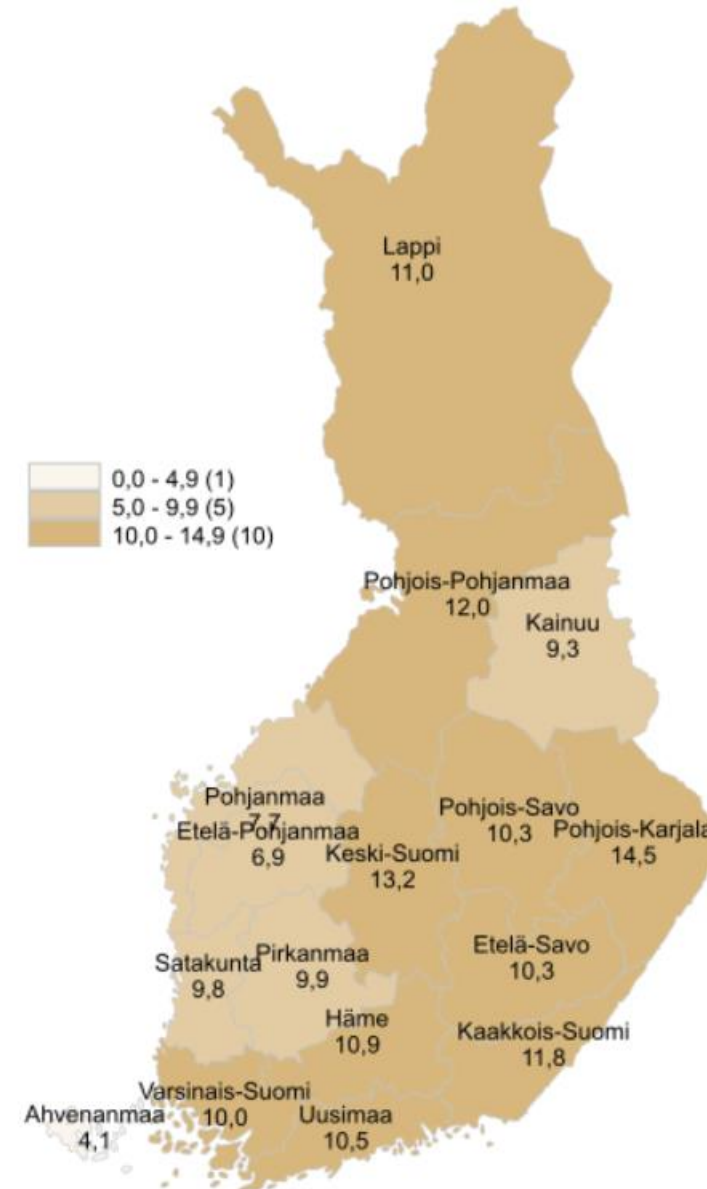 Lappi
11,0
0,0 - 4,9 (1)
5,0 - 9,9 (5)
10,0 - 14,9 (10)
Pohjois-Pohjanmaa
12,0
Kainuu
9,3
Pohjanmaa
7,7
Etelä-Pohjanmaa
6,9
Keski-Suomi
13,2
Pohjois-Savo
10,3
Pohjois-Karjala
14,5
Satakunta
9,8
Pirkanmaa
9,9
Etelä-Savo
10,3
Häme
10,9
Kaakkois-Suomi
11,8
Ahvenanmaa
4,1
Varsinais-Suomi
10,0
Uusimaa
10,5